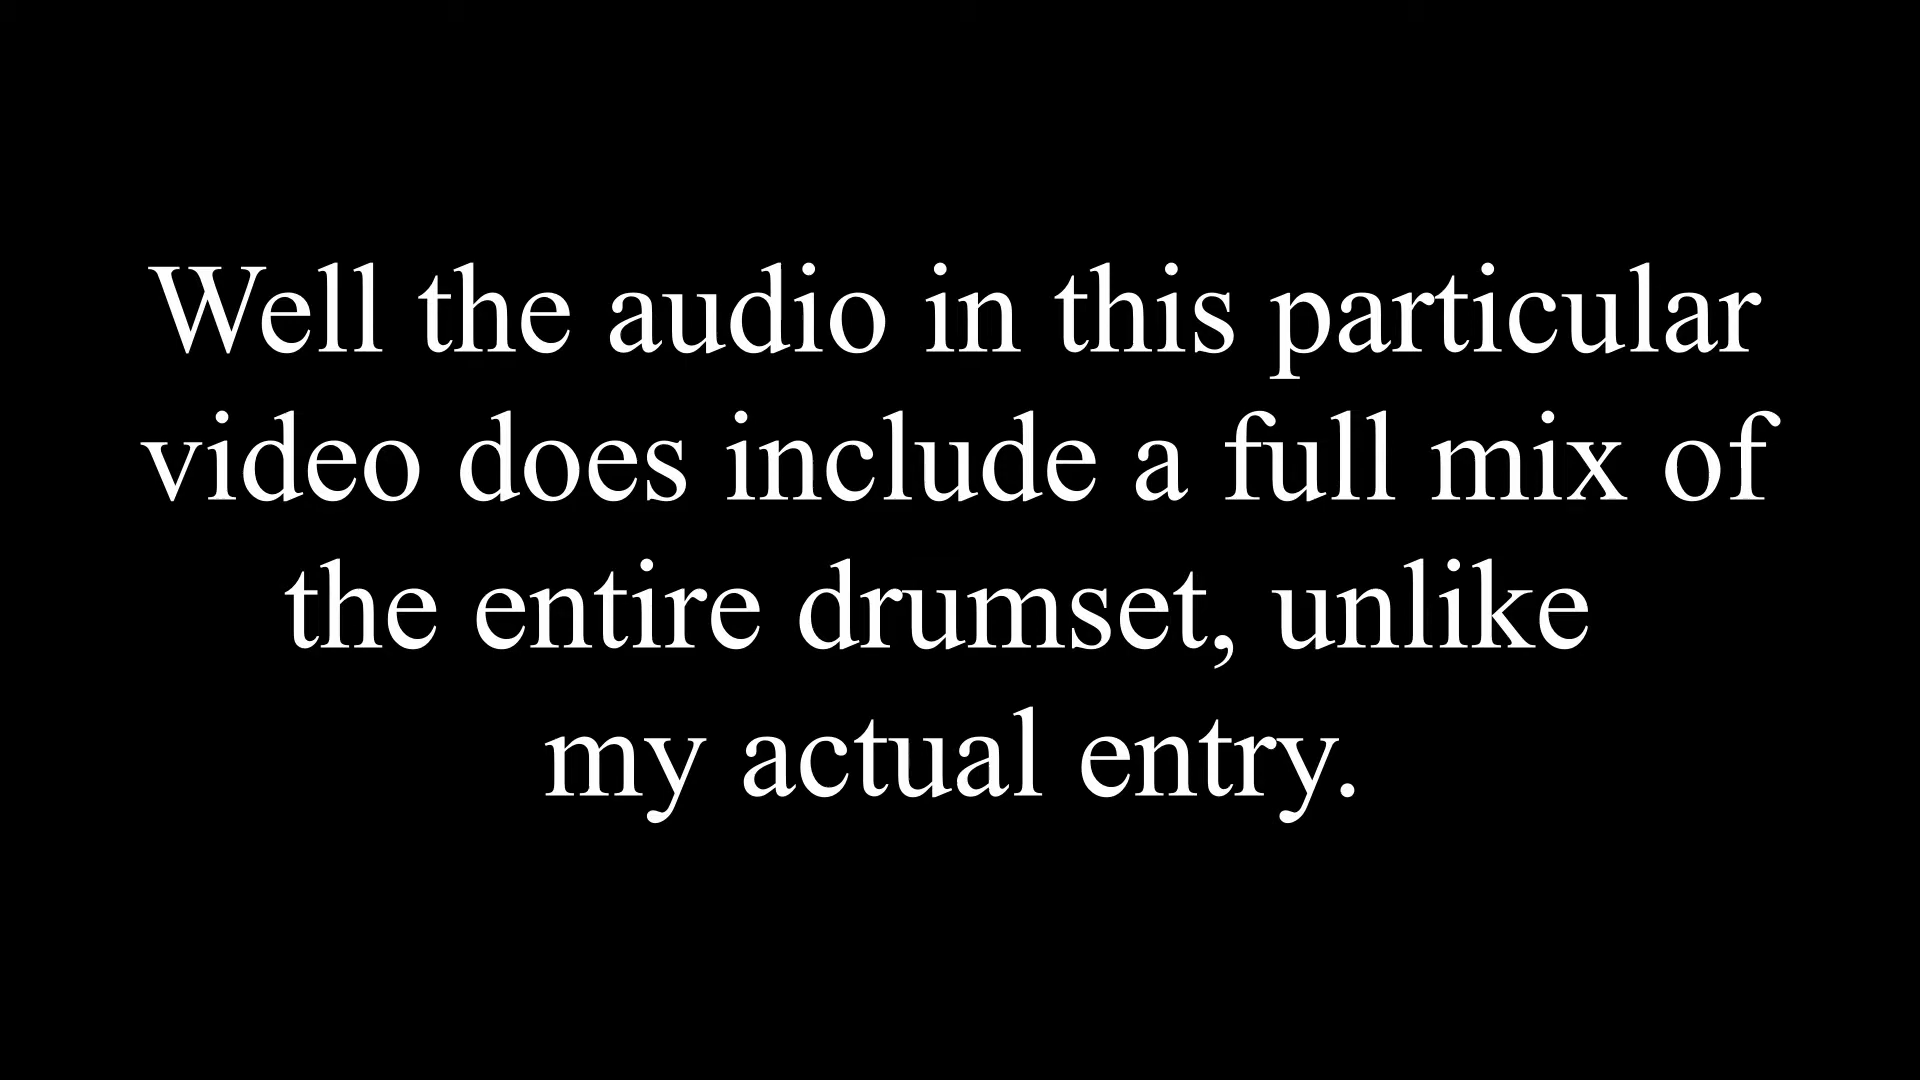 Well the audio in this particular
video does include a full mix of
the entire drumset, unlike
my actual entry.